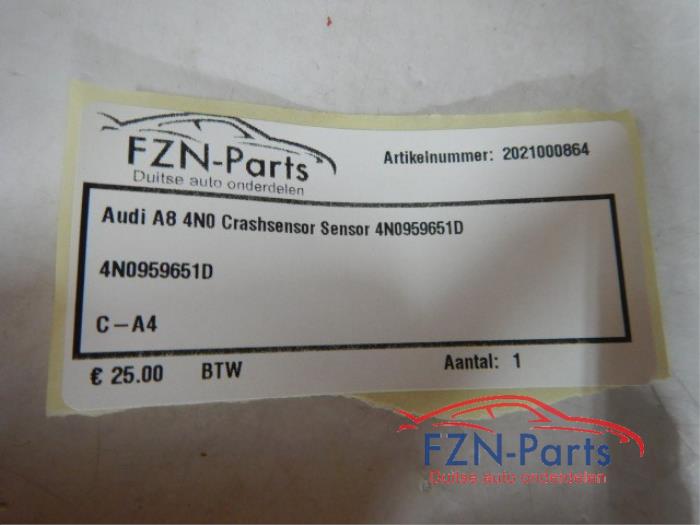 FZN-Parts
Duitse auto onderdelen
Artikelnummer: 2021000864
Audi A8 4N0 Crashsensor Sensor 4N0959651D
4N0959651D
C-A4
€ 25.00 BTW Aantal: 1
FZN-Parts
Duitse auto onderdelen